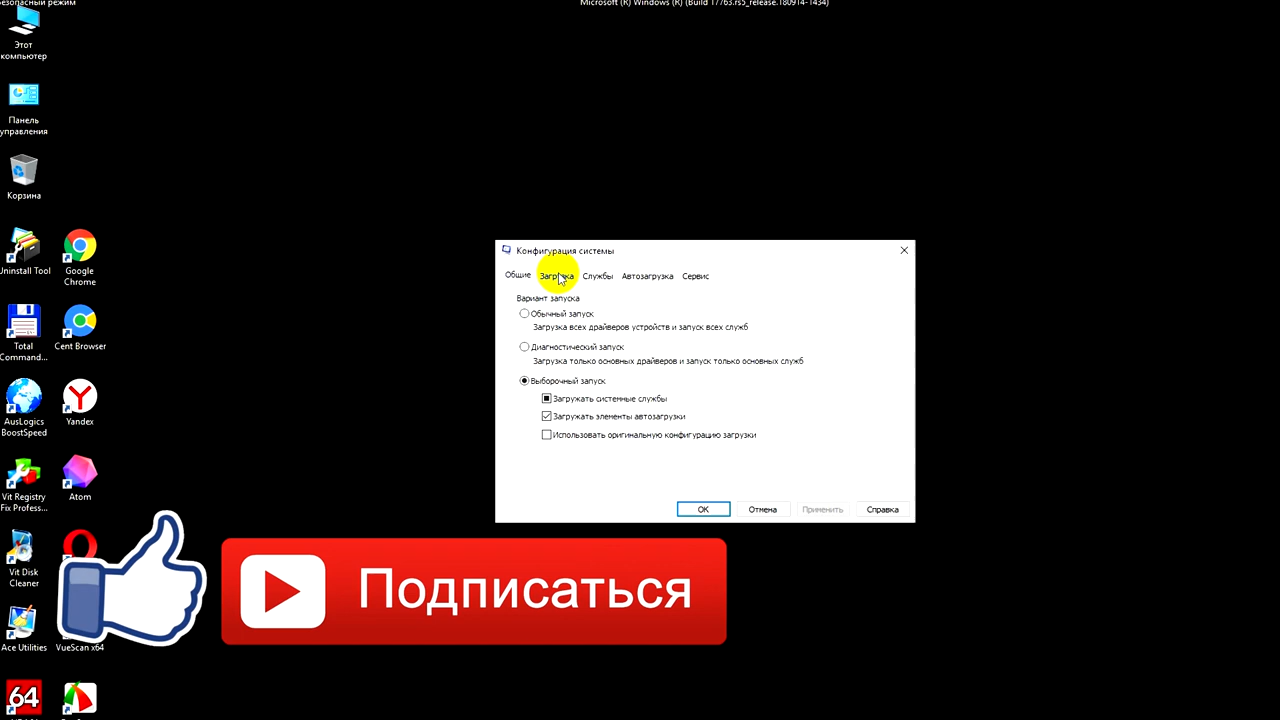 езопасный режим
Microsoft (R) Windows (R) (Build 17763.rs5_release.180914-1434)
Этот
компьютер
Панель
управления
Корзина
Uninstall Tool
Google
Chrome
Total
Command...
Cent Browser
AusLogics
BoostSpeed
Yandex
Vit Registry
Fix Profess...
Atom
Vit Disk
Cleaner
Ace Utilities
VueScan x64
64
Конфигурация системы
Общие
Загрузка
Службы
Автозагрузка
Сервис
Вариант запуска
Обычный запуск
Загрузка всех драйверов устройств и запуск всех служб
Диагностический запуск
Загрузка только основных драйверов и запуск только основных служб
Выборочный запуск
Загружать системные службы
Загружать элементы автозагрузки
Использовать оригинальную конфигурацию загрузки
ОК
Отмена
Применить
Справка
Подписаться